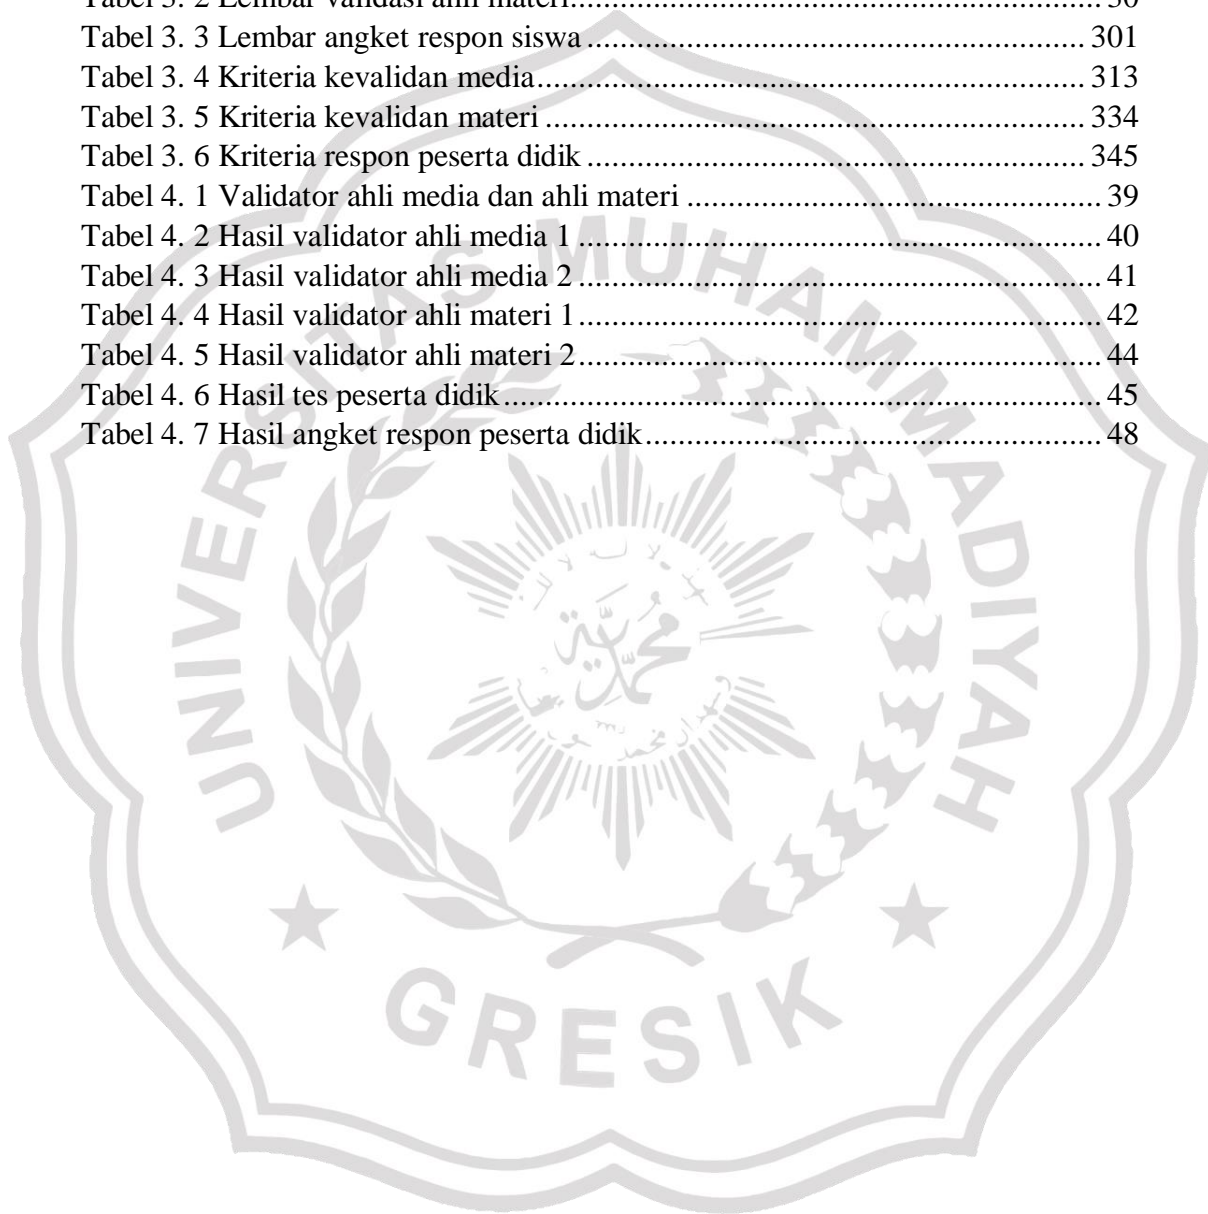 Tabel 3. 2 Lembar validasi ahli materi.................................................................... 30
Tabel 3. 3 Lembar angket respon siswa ............................................................. 301
Tabel 3. 4 Kriteria kevalidan media................................................................... 313
Tabel 3. 5 Kriteria kevalidan materi .................................................................. 334
Tabel 3. 6 Kriteria respon peserta didik ............................................................. 345
Tabel 4. 1 Validator ahli media dan ahli materi ................................................... 39
Tabel 4. 2 Hasil validator ahli media 1 ................................................................ 40
Tabel 4. 3 Hasil validator ahli media 2 ................................................................ 41
Tabel 4. 4 Hasil validator ahli materi 1 ................................................................ 42
Tabel 4. 5 Hasil validator ahli materi 2 ................................................................ 44
Tabel 4. 6 Hasil tes peserta didik ......................................................................... 45
Tabel 4. 7 Hasil angket respon peserta didik ........................................................ 48
UNIVERSITAS MUHAMMADIYAH
GRESIK